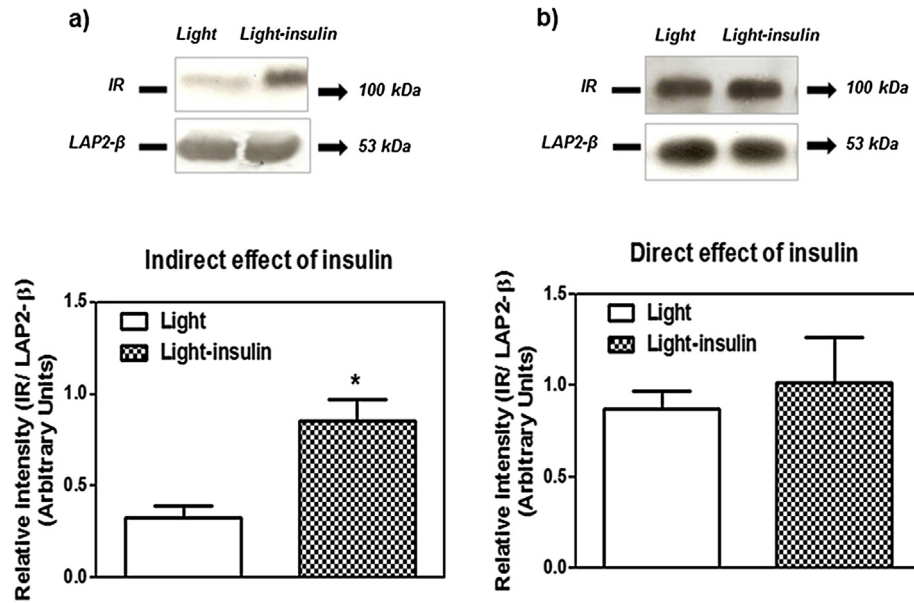 a)
Light Light-insulin
IR 100 kDa
LAP2-β 53 kDa
Indirect effect of insulin
Relative Intensity (IR/ LAP2-β)
(Arbitrary Units)
1.5
1.0
0.5
0.0
Light
Light-insulin
*
b)
Light Light-insulin
IR 100 kDa
LAP2-β 53 kDa
Direct effect of insulin
Relative Intensity (IR/ LAP2-β)
(Arbitrary Units)
1.5
1.0
0.5
0.0
Light
Light-insulin